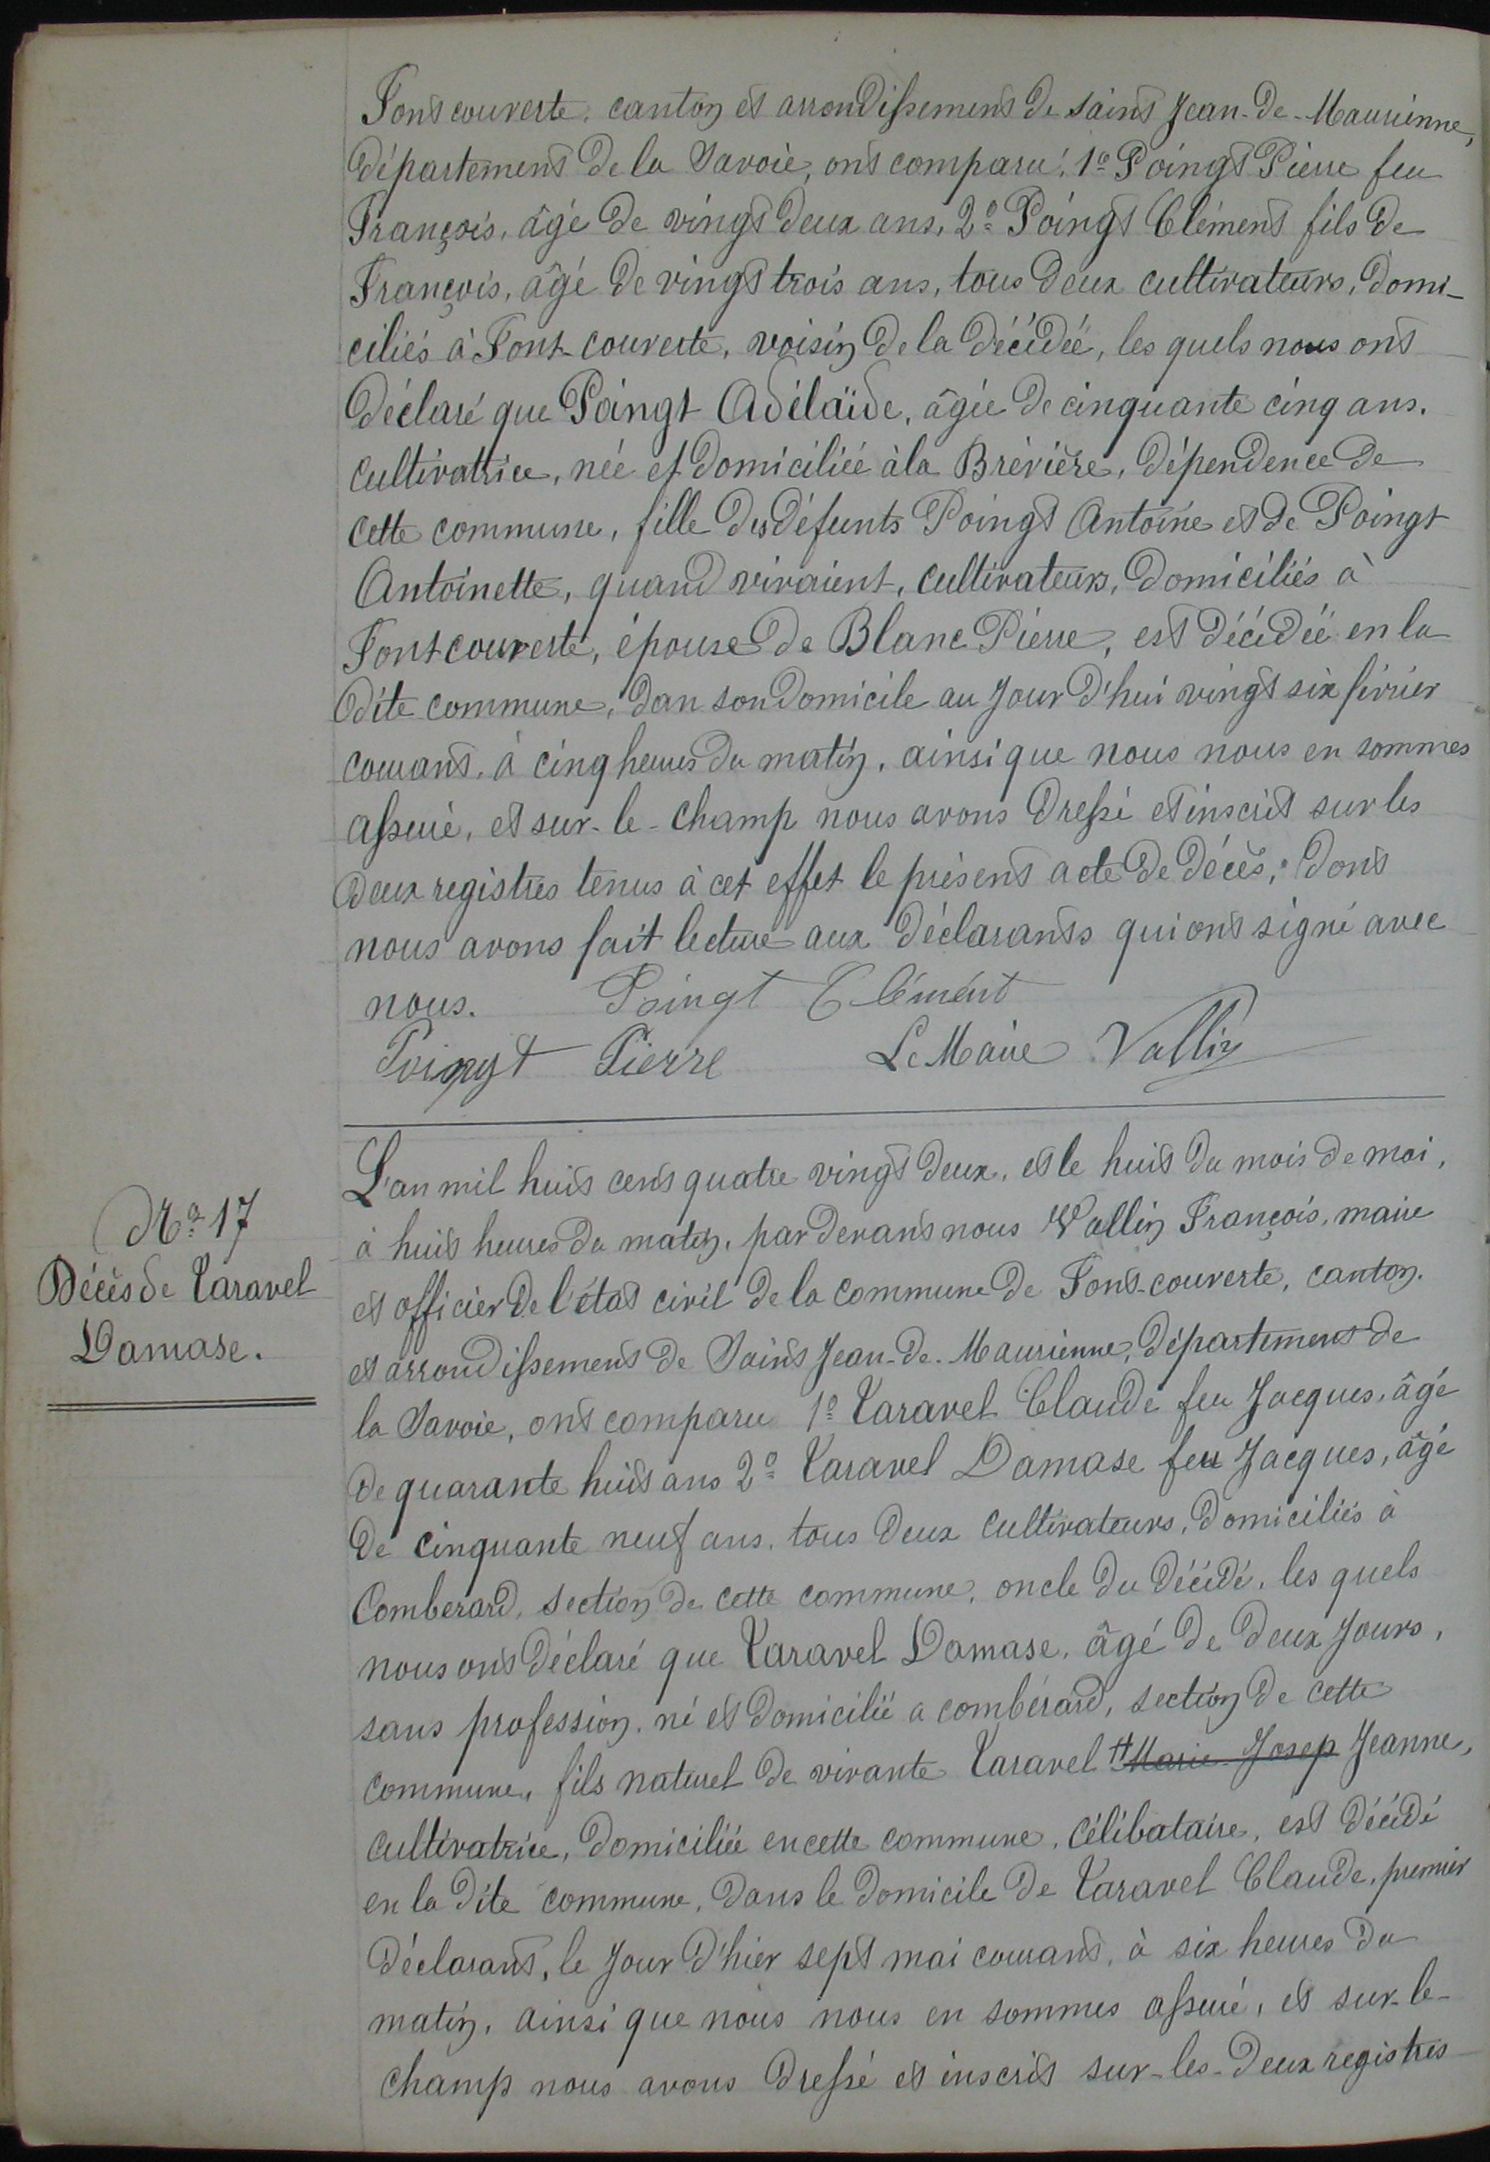 Font couverte, canton et arrondissement de saint Jean-de-Maurienne,
département de la Savoie, ont comparu: 1º Poingt Pierre feu
François, âgé de vingt deux ans, 2º Poingt Clément fils de
François, âgé de vingt trois ans, tous deux cultivateurs, domi-
ciliés à Font-couverte, voisin de la décédée, les quels nous ont
déclaré que Poingt Adélaïde, âgée de cinquante cinq ans,
cultivatrice, née et domiciliée à la Brévière, dépendence de
cette commune, fille des défunts Poingt Antoine et de Poingt
Antoinette, quand vivaient, cultivateurs, domiciliés à
Fontcouverte, épouse de Blanc Pierre, est décédée en la
dite commune, dan son domicile au jour d'hui vingt six février
courant, à cinq heures du matin, ainsi que nous nous en sommes
assuré, et sur-le-champ nous avons dressé et inscrit sur les
deux registres tenus à cet effet le présent acte de décès, dont
nous avons fait lecture aux déclarants qui ont signé avec
nous. Poingt Clément
Poingt Pierre Le Maire Vallin
Nº 17
Décès de Taravel
Damase.
L'an mil huit cent quatre vingt deux, et le huit du mois de mai,
à huit heures du matin, par devant nous Vallin François, maire
et officier de l'état civil de la commune de Font-couverte, canton
et arrondissement de Saint Jean-de-Maurienne, département de
la Savoie, ont comparu 1º Taravel Claude feu Jacques, âgé
de quarante huit ans 2º Taravel Damase feu Jacques, âgé
de cinquante neuf ans, tous deux cultivateurs, domiciliés à
Comberard, section de cette commune, oncle du décédé, les quels
nous ont déclaré que Taravel Damase, âgé de deux jours,
sans profession, né et domicilié a combérard, section de cette
commune, fils naturel de vivante Taravel Marie Josep Jeanne,
cultivatrice, domiciliée en cette commune, célibataire, est décédé
en la dite commune, dans le domicile de Taravel Claude, premier
déclarant, le jour d'hier sept mai courant, à six heures du
matin, ainsi que nous nous en sommes assuré, et sur-le-
champ nous avons dressé et inscrit sur-les-deux registres